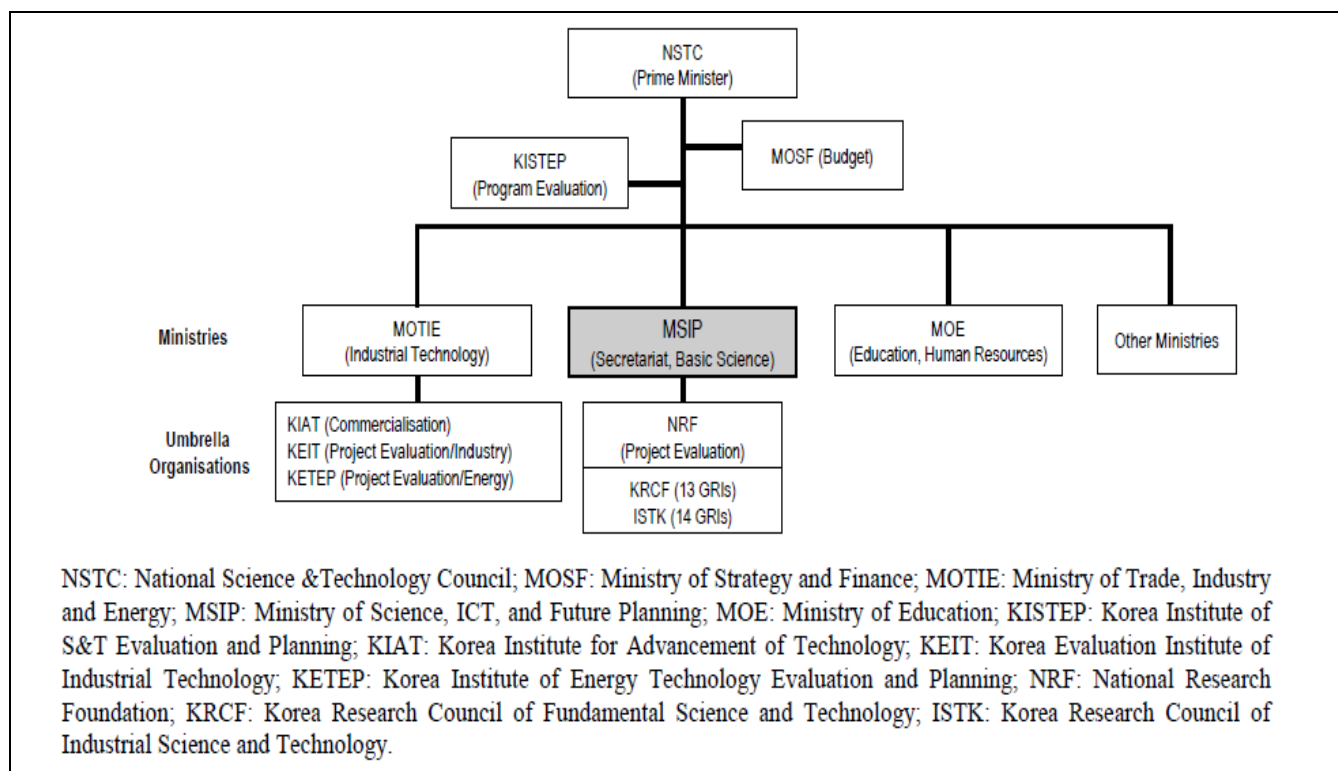 NSTC
(Prime Minister)
MOSF (Budget)
KISTEP
(Program Evaluation)
Ministries
MOTIE
(Industrial Technology)
MSIP
(Secretariat, Basic Science)
MOE
(Education, Human Resources)
Other Ministries
Umbrella
Organisations
KIAT (Commercialisation)
KEIT (Project Evaluation/Industry)
KETEP (Project Evaluation/Energy)
NRF
(Project Evaluation)
KRCF (13 GRIs)
ISTK (14 GRIs)
NSTC: National Science &Technology Council; MOSF: Ministry of Strategy and Finance; MOTIE: Ministry of Trade, Industry
and Energy; MSIP: Ministry of Science, ICT, and Future Planning; MOE: Ministry of Education; KISTEP: Korea Institute of
S&T Evaluation and Planning; KIAT: Korea Institute for Advancement of Technology; KEIT: Korea Evaluation Institute of
Industrial Technology; KETEP: Korea Institute of Energy Technology Evaluation and Planning; NRF: National Research
Foundation; KRCF: Korea Research Council of Fundamental Science and Technology; ISTK: Korea Research Council of
Industrial Science and Technology.